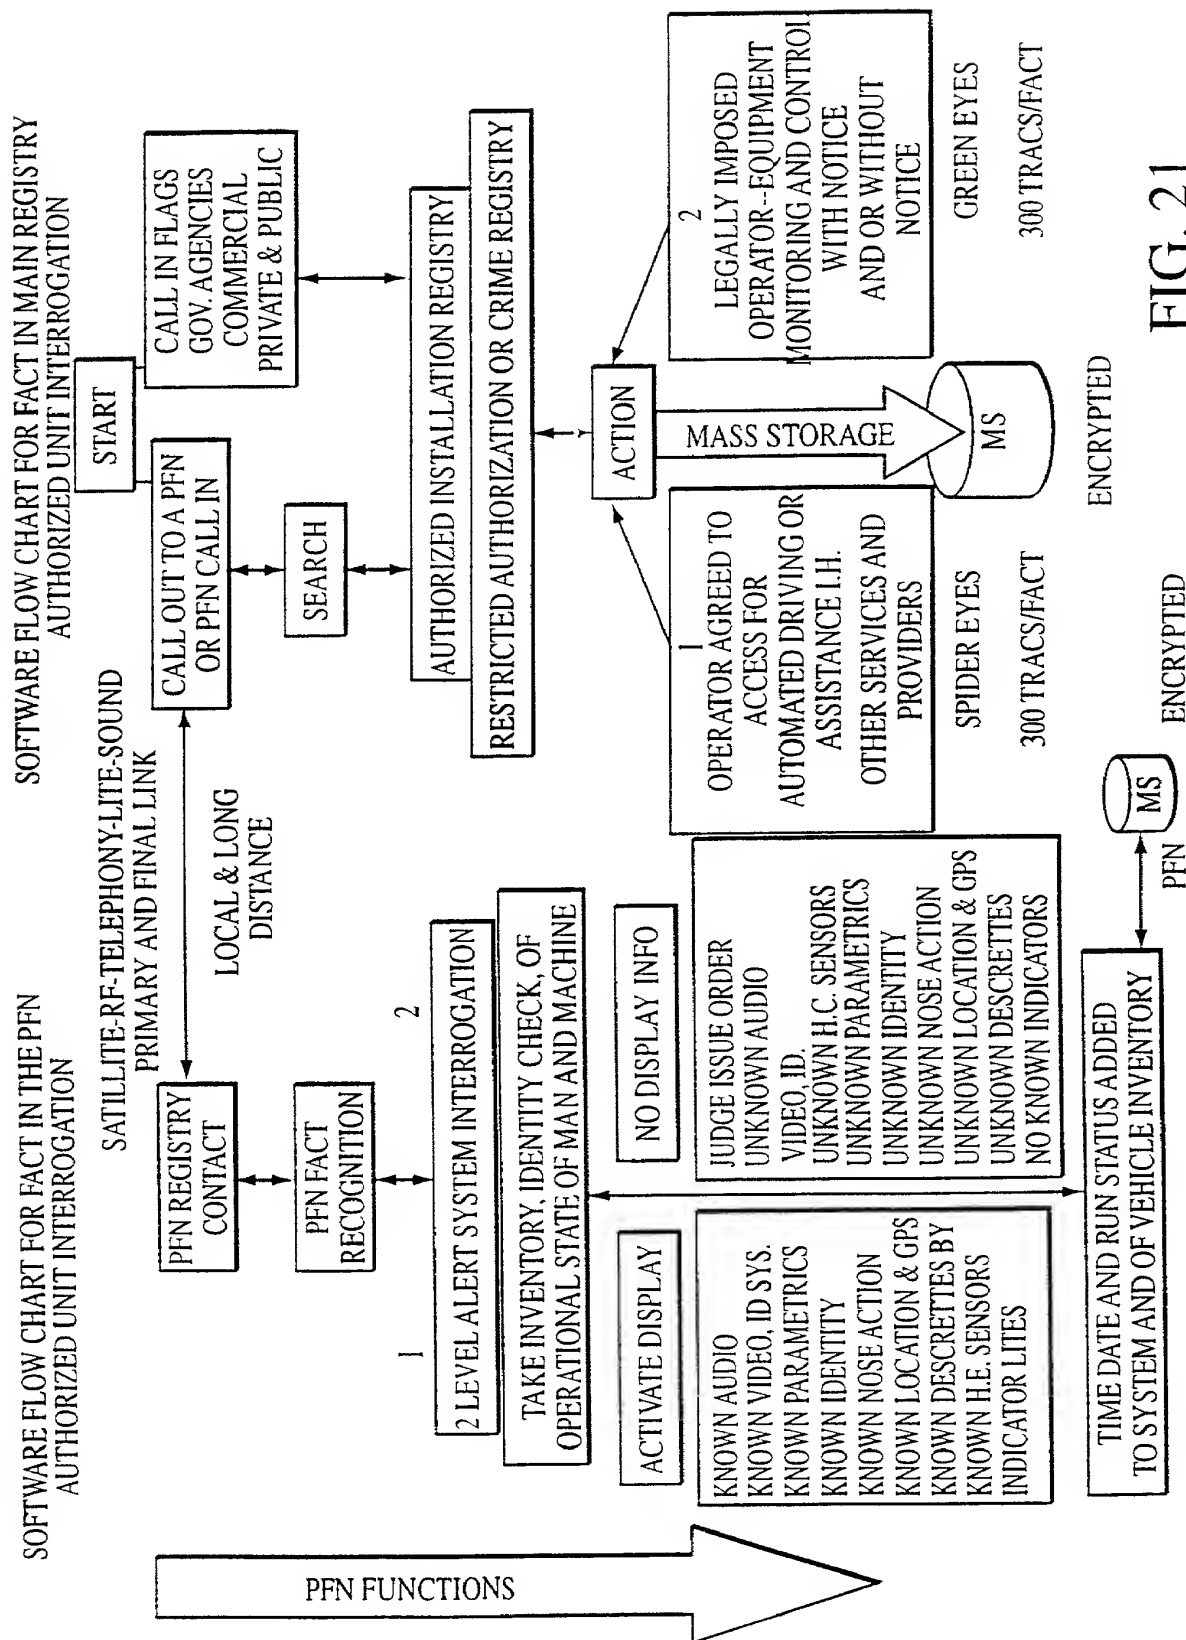 SOFTWARE FLOW CHART FOR FACT IN THE PFN
AUTHORIZED UNIT INTERROGATION
SOFTWARE FLOW CHART FOR FACT IN MAIN REGISTRY
AUTHORIZED UNIT INTERROGATION
SATILLITE-RF-TELEPHONY-LITE-SOUND
PRIMARY AND FINAL LINK
LOCAL & LONG
DISTANCE
PFN FUNCTIONS
PFN REGISTRY
CONTACT
PFN FACT
RECOGNITION
1
2
2 LEVEL ALERT SYSTEM INTERROGATION
TAKE INVENTORY, IDENTITY CHECK, OF
OPERATIONAL STATE OF MAN AND MACHINE
ACTIVATE DISPLAY
KNOWN AUDIO
KNOWN VIDEO, ID SYS.
KNOWN PARAMETRICS
KNOWN IDENTITY
KNOWN NOSE ACTION
KNOWN LOCATION & GPS
KNOWN DESCRETTES BY
KNOWN H.E. SENSORS
INDICATOR LITES
NO DISPLAY INFO
JUDGE ISSUE ORDER
UNKNOWN AUDIO
VIDEO, ID.
UNKNOWN H.C. SENSORS
UNKNOWN PARAMETRICS
UNKNOWN IDENTITY
UNKNOWN NOSE ACTION
UNKNOWN LOCATION & GPS
UNKNOWN DESCRETTES
NO KNOWN INDICATORS
TIME DATE AND RUN STATUS ADDED
TO SYSTEM AND OF VEHICLE INVENTORY
MS
PFN
ENCRYPTED
START
CALL OUT TO A PFN
OR PFN CALL IN
CALL IN FLAGS
GOV. AGENCIES
COMMERCIAL
PRIVATE & PUBLIC
SEARCH
AUTHORIZED INSTALLATION REGISTRY
RESTRICTED AUTHORIZATION OR CRIME REGISTRY
ACTION
1
OPERATOR AGREED TO
ACCESS FOR
AUTOMATED DRIVING OR
ASSISTANCE I.H.
OTHER SERVICES AND
PROVIDERS
SPIDER EYES
300 TRACS/FACT
MASS STORAGE
MS
ENCRYPTED
2
LEGALLY IMPOSED
OPERATOR--EQUIPMENT
MONITORING AND CONTROL
WITH NOTICE
AND OR WITHOUT
NOTICE
GREEN EYES
300 TRACS/FACT
FIG. 21